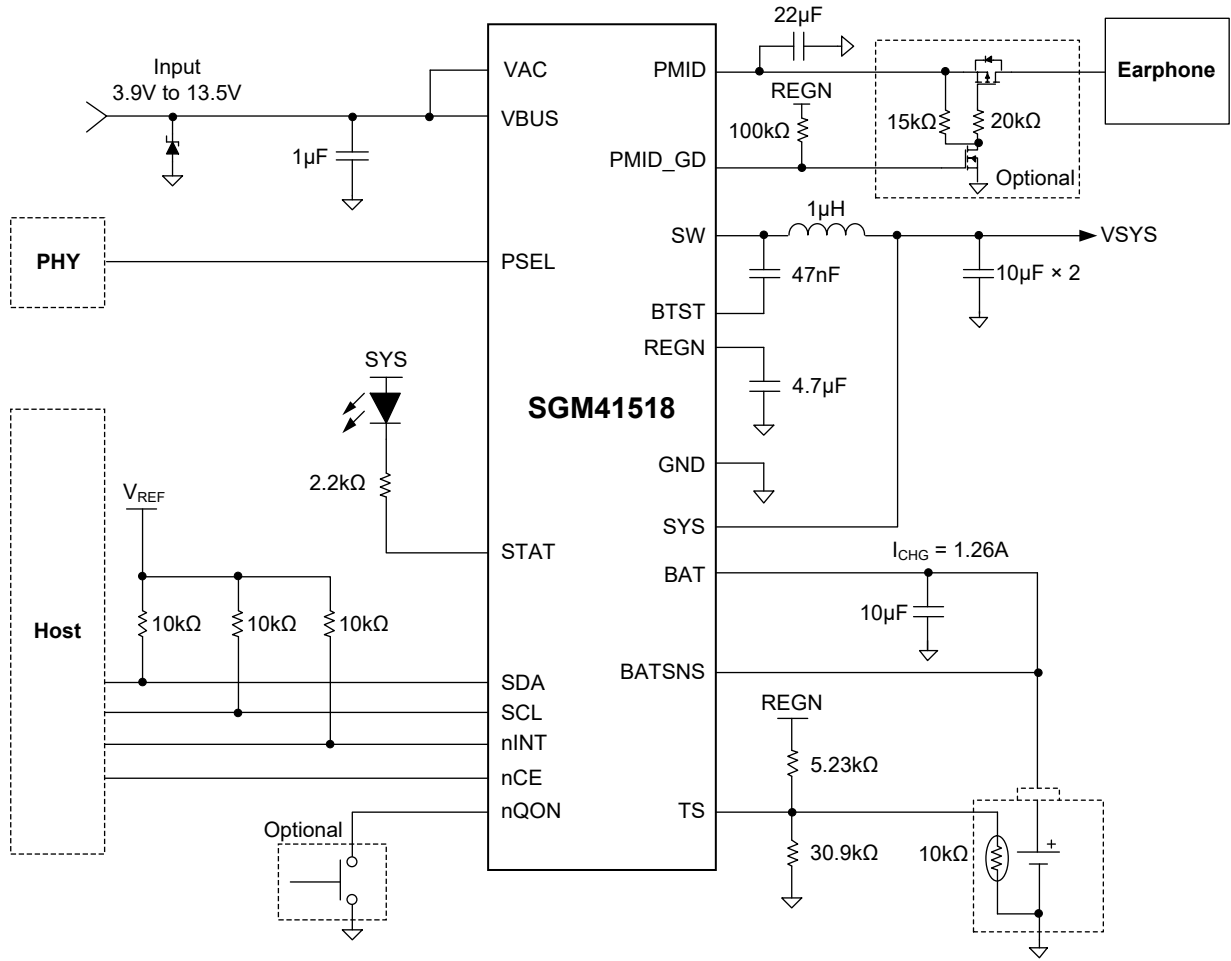 22µF
Input
3.9V to 13.5V
VAC
PMID
Earphone
REGN
VBUS
15kΩ
20kΩ
100kΩ
1µF
PMID_GD
Optional
1µH
SW
VSYS
PHY
PSEL
47nF
10µF × 2
BTST
REGN
SYS
4.7µF
SGM41518
GND
2.2kΩ
VREF
SYS
STAT
ICHG = 1.26A
BAT
10µF
Host
10kΩ
10kΩ
10kΩ
BATSNS
SDA
REGN
SCL
nINT
5.23kΩ
nCE
nQON
TS
Optional
30.9kΩ
10kΩ
+